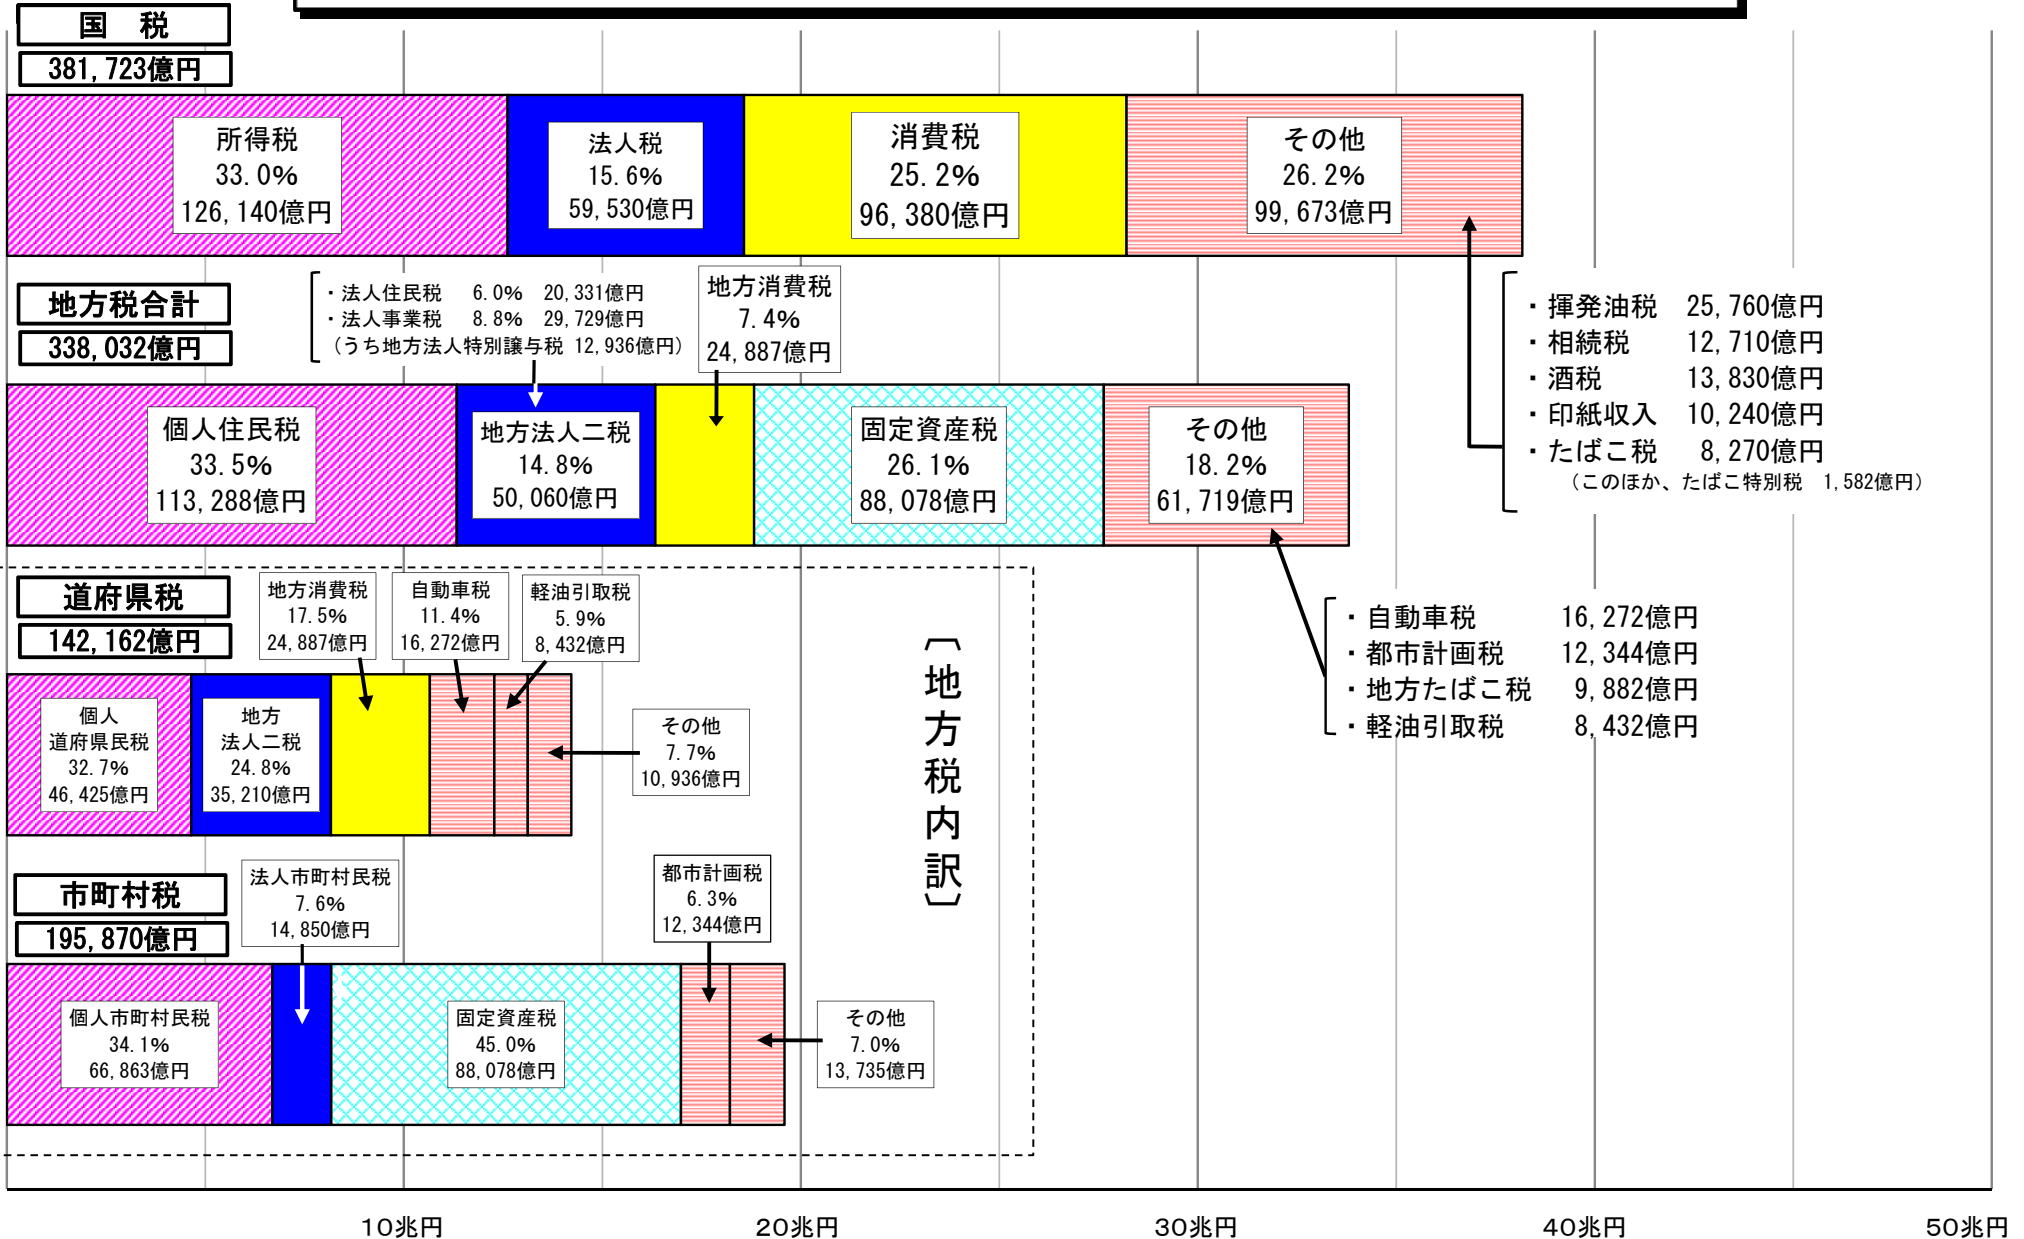 国　税
381,723億円
所得税
33.0%
126,140億円
法人税
15.6%
59,530億円
消費税
25.2%
96,380億円
その他
26.2%
99,673億円
・揮発油税　25,760億円
・相続税　　12,710億円
・酒税　　　13,830億円
・印紙収入　10,240億円
・たばこ税　8,270億円
（このほか、たばこ特別税　1,582億円）
地方税合計
338,032億円
・法人住民税　6.0%　20,331億円
・法人事業税　8.8%　29,729億円
（うち地方法人特別譲与税 12,936億円）
地方消費税
7.4%
24,887億円
個人住民税
33.5%
113,288億円
地方法人二税
14.8%
50,060億円
固定資産税
26.1%
88,078億円
その他
18.2%
61,719億円
・自動車税　　　16,272億円
・都市計画税　　12,344億円
・地方たばこ税　9,882億円
・軽油引取税　　8,432億円
道府県税
142,162億円
地方消費税
17.5%
24,887億円
自動車税
11.4%
16,272億円
軽油引取税
5.9%
8,432億円
個人
道府県民税
32.7%
46,425億円
地方
法人二税
24.8%
35,210億円
その他
7.7%
10,936億円
〔地方税内訳〕
市町村税
195,870億円
法人市町村民税
7.6%
14,850億円
都市計画税
6.3%
12,344億円
個人市町村民税
34.1%
66,863億円
固定資産税
45.0%
88,078億円
その他
7.0%
13,735億円
10兆円
20兆円
30兆円
40兆円
50兆円